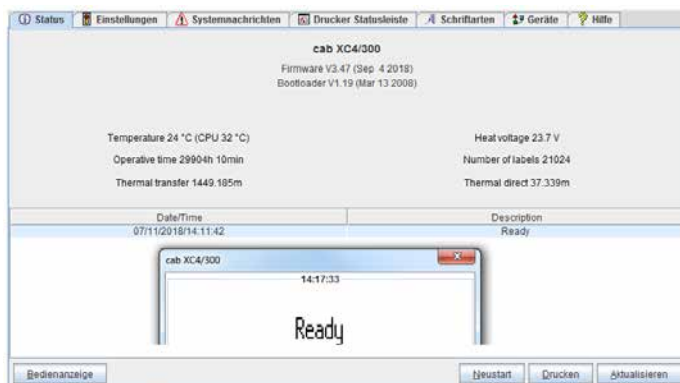 Status Einstellungen Systemnachrichten Drucker Statusleiste Schriftarten Geräte Hilfe
cab XC4/300
Firmware V3.47 (Sep 4 2018)
Bootloader V1.19 (Mar 13 2008)
Temperature 24 °C (CPU 32 °C) Heat voltage 23.7 V
Operative time 29904h 10min Number of labels 21024
Thermal transfer 1449.185m Thermal direct 37.339m
Date/Time Description
07/11/2018/14:11:42 Ready
cab XC4/300
14:17:33
Ready
Bedienanzeige Neustart Drucken Aktualisieren